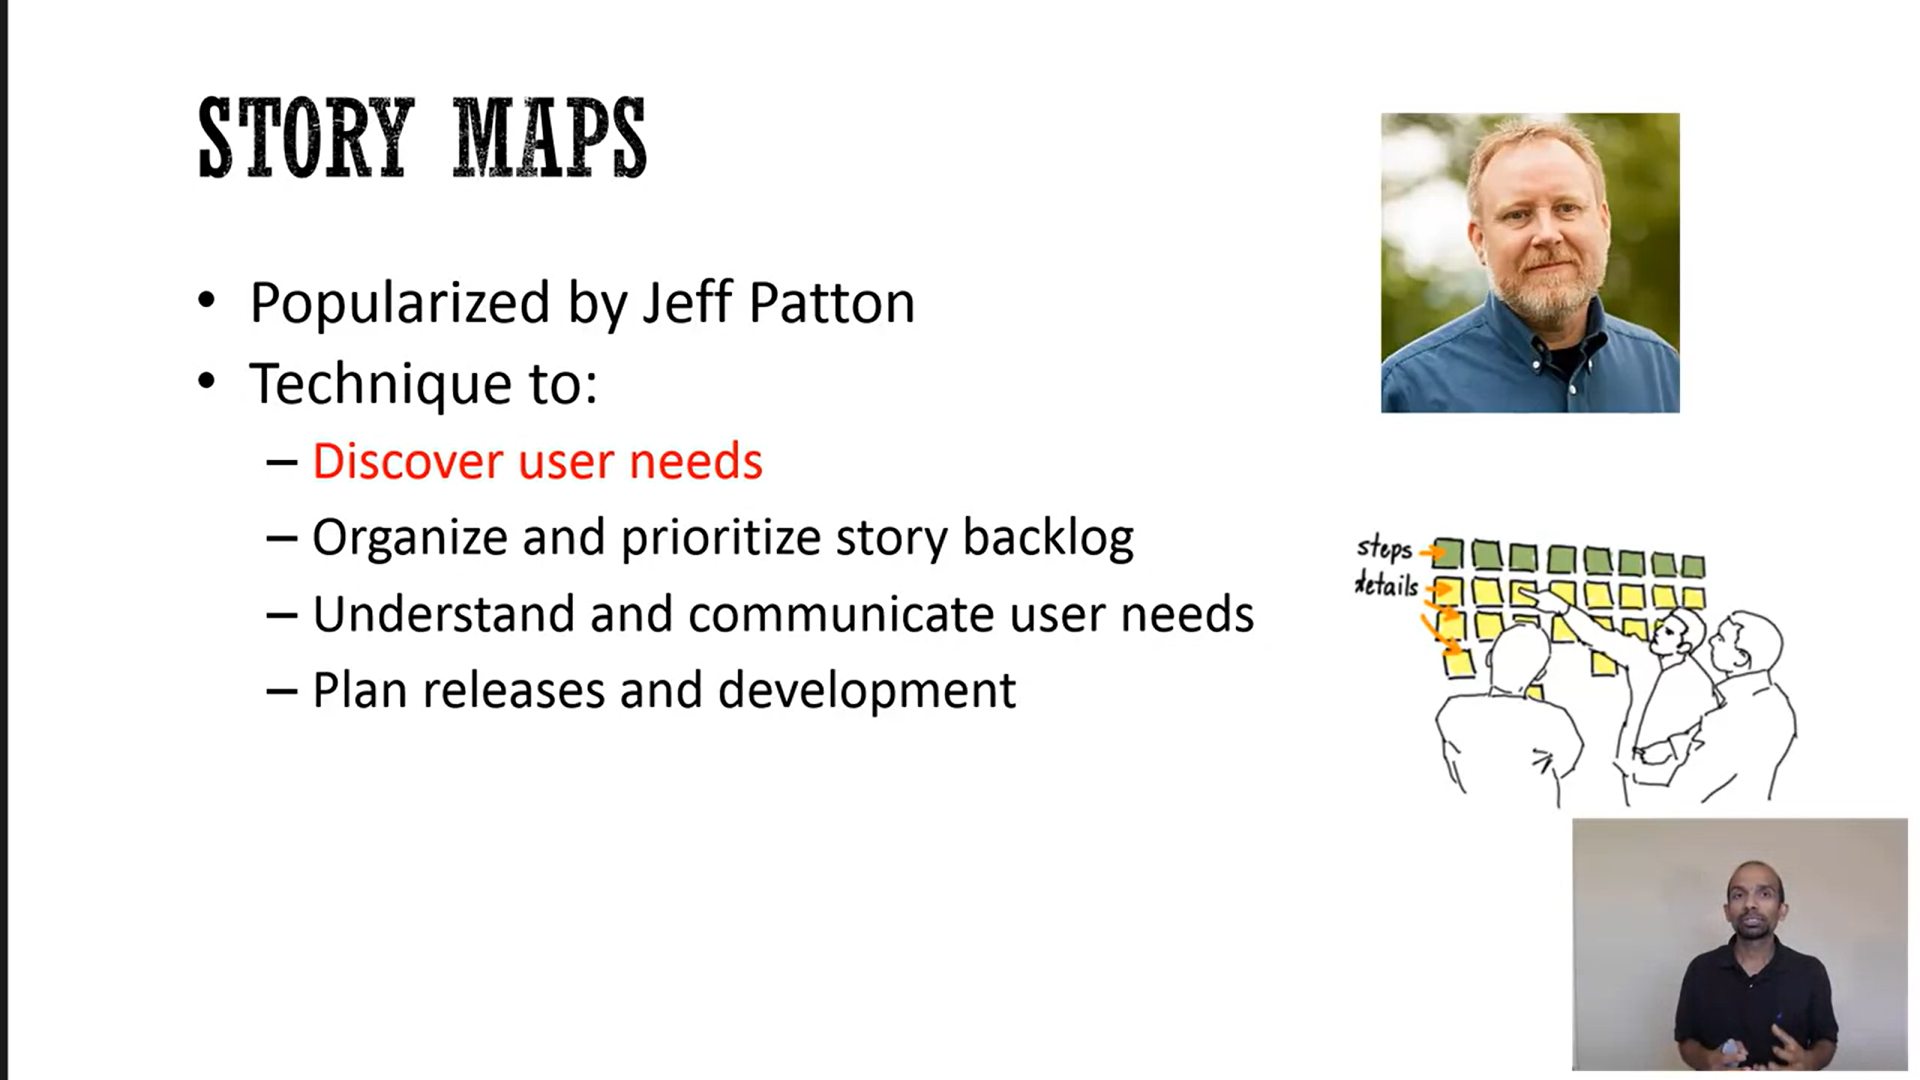 STORY MAPS
• Popularized by Jeff Patton
• Technique to:
– Discover user needs
– Organize and prioritize story backlog
– Understand and communicate user needs
– Plan releases and development
steps
details